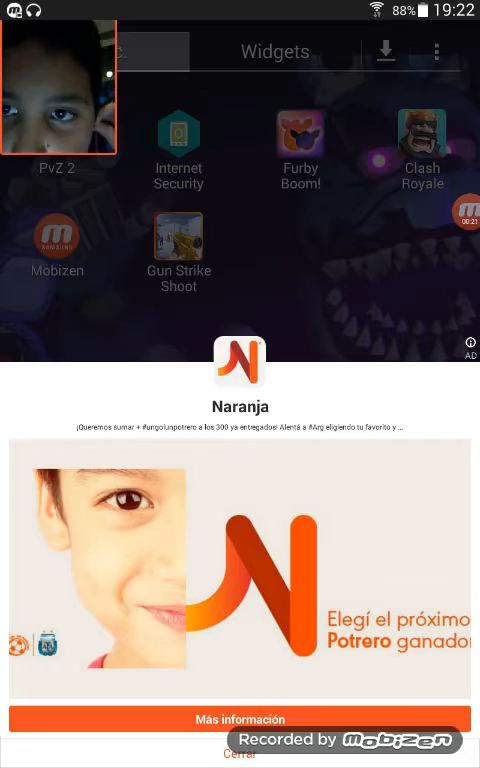 88% 19:22
Widgets
PvZ 2
Internet
Security
Furby
Boom!
Clash
Royale
00:21
Mobizen
Gun Strike
Shoot
AD
Naranja
¡Queremos sumar + #ungolunpotrero a los 300 ya entregados! Alentá a #Arg eligiendo tu favorito y ...
Elegí el próximo
Potrero ganador
Más información
Recorded by mobizen
Cerrar